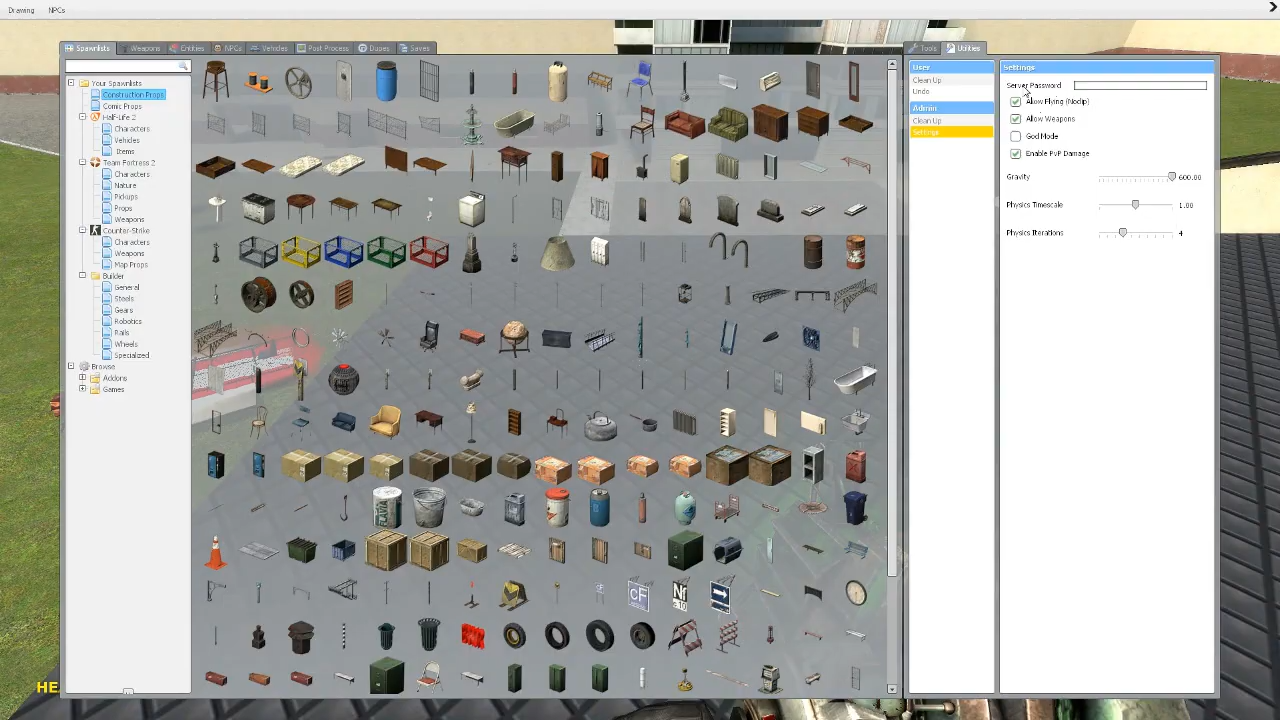 Drawing NPCs
Spawnlists Weapons Entities NPCs Vehicles Post Process Dupes Saves
Your Spawnlists
Construction Props
Comic Props
Half-Life 2
Characters
Vehicles
Items
Team Fortress 2
Characters
Nature
Pickups
Props
Weapons
Counter-Strike
Characters
Weapons
Map Props
Builder
General
Steels
Gears
Robotics
Rails
Wheels
Specialized
Browse
Addons
Games
Tools Utilities
User
Clean Up
Undo
Admin
Clean Up
Settings
Settings
Server Password
Allow Flying (Noclip)
Allow Weapons
God Mode
Enable PvP Damage
Gravity 600.00
Physics Timescale 1.00
Physics Iterations 4
cF
HE